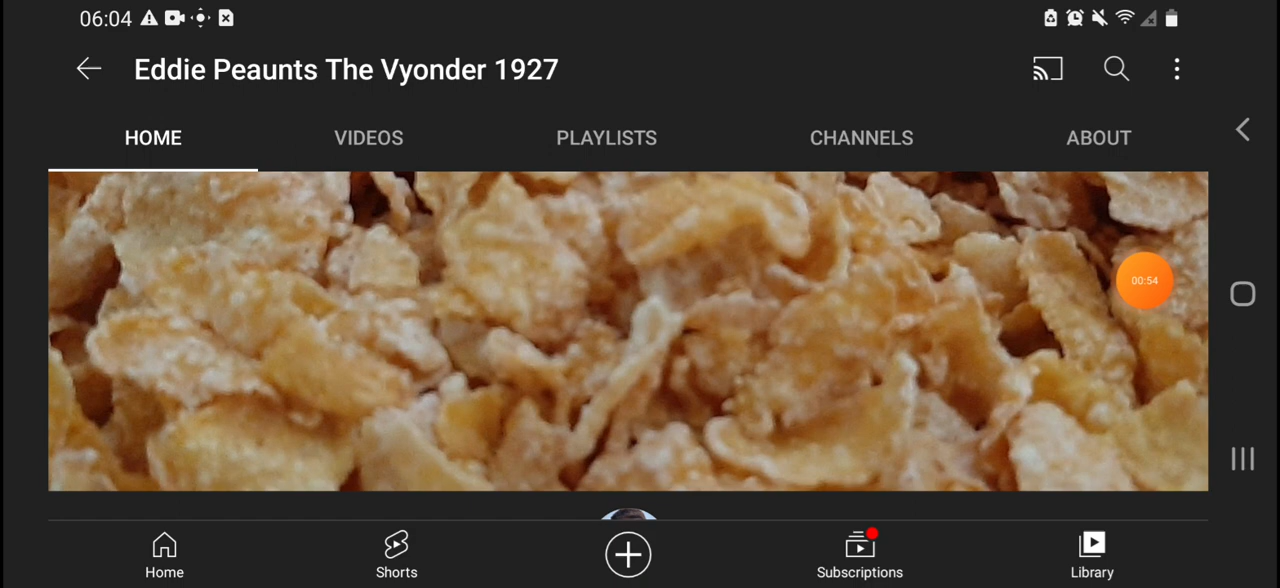 06:04
Eddie Peaunts The Vyonder 1927
HOME VIDEOS PLAYLISTS CHANNELS ABOUT
00:54
Home Shorts Subscriptions Library